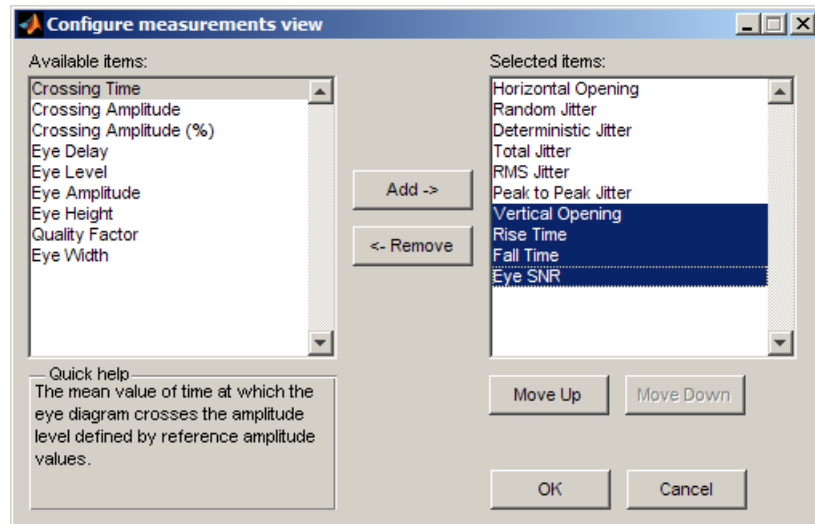 Configure measurements view
Available items:
Crossing Time
Crossing Amplitude
Crossing Amplitude (%)
Eye Delay
Eye Level
Eye Amplitude
Eye Height
Quality Factor
Eye Width
Add ->
<- Remove
Selected items:
Horizontal Opening
Random Jitter
Deterministic Jitter
Total Jitter
RMS Jitter
Peak to Peak Jitter
Vertical Opening
Rise Time
Fall Time
Eye SNR
Quick help
The mean value of time at which the
eye diagram crosses the amplitude
level defined by reference amplitude
values.
Move Up
Move Down
OK
Cancel